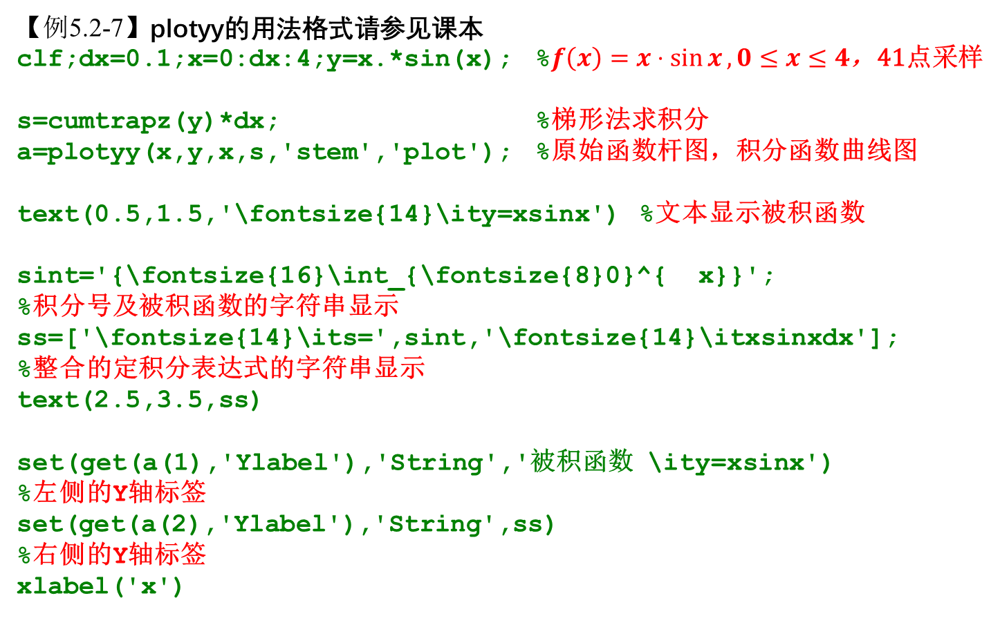 【例5.2-7】plotyy的用法格式请参见课本
clf;dx=0.1;x=0:dx:4;y=x.*sin(x); %f(x) = x · sin x, 0 ≤ x ≤ 4，41点采样
s=cumtrapz(y)*dx; %梯形法求积分
a=plotyy(x,y,x,s,'stem','plot'); %原始函数杆图，积分函数曲线图
text(0.5,1.5,'\fontsize{14}\ity=xsinx') %文本显示被积函数
sint='{\fontsize{16}\int_{\fontsize{8}0}^{  x}}';
%积分号及被积函数的字符串显示
ss=['\fontsize{14}\its=',sint,'\fontsize{14}\itxsinxdx'];
%整合的定积分表达式的字符串显示
text(2.5,3.5,ss)
set(get(a(1),'Ylabel'),'String','被积函数 \ity=xsinx')
%左侧的Y轴标签
set(get(a(2),'Ylabel'),'String',ss)
%右侧的Y轴标签
xlabel('x')